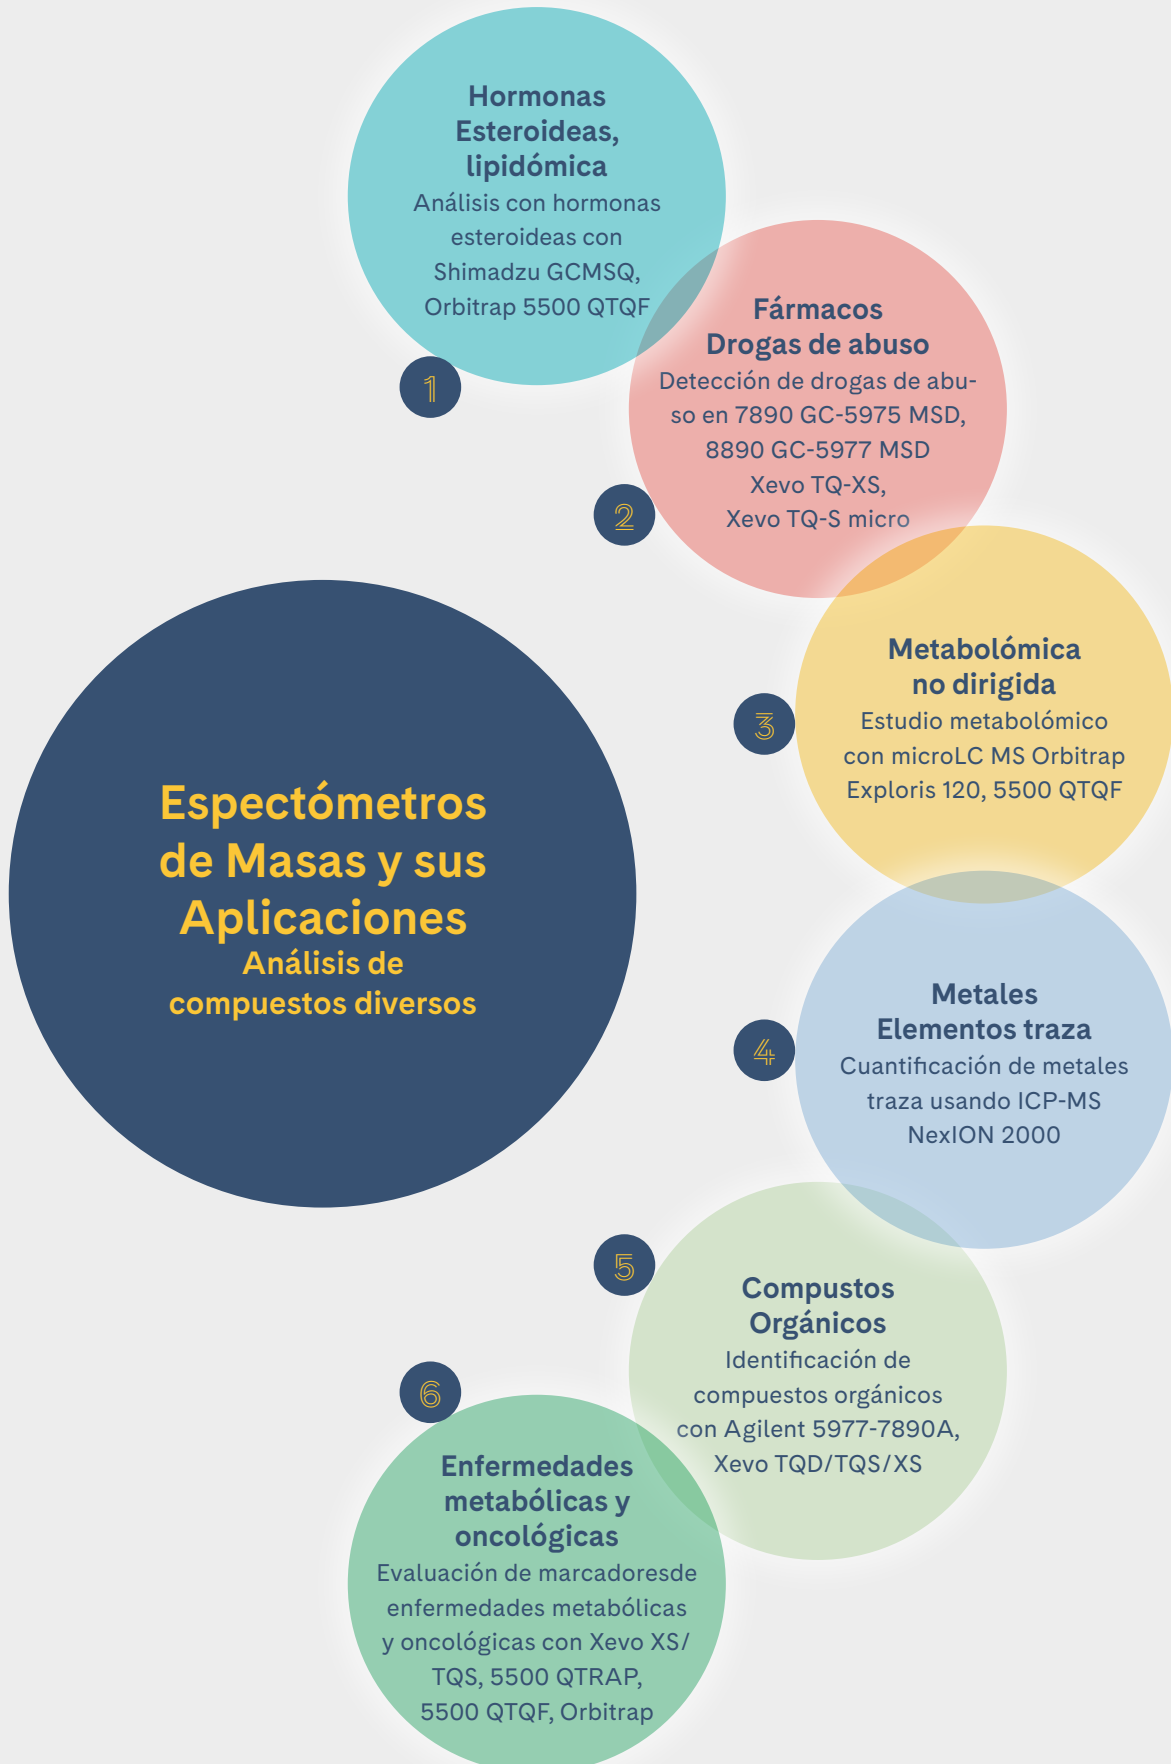 Hormonas
Esteroideas,
lipidómica
Análisis con hormonas
esteroideas con
Shimadzu GCMSQ,
Orbitrap 5500 QTQF
1
Fármacos
Drogas de abuso
Detección de drogas de abu-
so en 7890 GC-5975 MSD,
8890 GC-5977 MSD
Xevo TQ-XS,
Xevo TQ-S micro
2
Metabolómica
no dirigida
Estudio metabolómico
con microLC MS Orbitrap
Exploris 120, 5500 QTQF
3
Espectómetros
de Masas y sus
Aplicaciones
Análisis de
compuestos diversos
Metales
Elementos traza
Cuantificación de metales
traza usando ICP-MS
NexION 2000
4
5
Compustos
Orgánicos
Identificación de
compuestos orgánicos
con Agilent 5977-7890A,
Xevo TQD/TQS/XS
6
Enfermedades
metabólicas y
oncológicas
Evaluación de marcadoresde
enfermedades metabólicas
y oncológicas con Xevo XS/
TQS, 5500 QTRAP,
5500 QTQF, Orbitrap